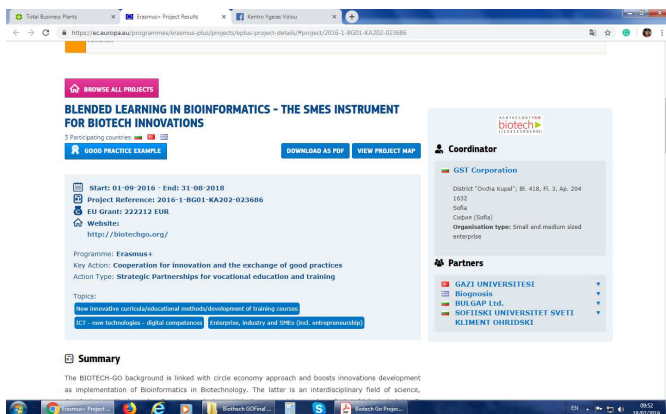 Total Business Plants
Erasmus+ Project Results
Kentro Ygeias Volou
https://ec.europa.eu/programmes/erasmus-plus/projects/eplus-project-details/#project/2016-1-BG01-KA202-023686
BROWSE ALL PROJECTS
BLENDED LEARNING IN BIOINFORMATICS - THE SMES INSTRUMENT
FOR BIOTECH INNOVATIONS
3 Participating countries:
GOOD PRACTICE EXAMPLE
DOWNLOAD AS PDF
VIEW PROJECT MAP
Start: 01-09-2016 - End: 31-08-2018
Project Reference: 2016-1-BG01-KA202-023686
EU Grant: 222212 EUR
Website:
http://biotechgo.org/
Programme: Erasmus+
Key Action: Cooperation for innovation and the exchange of good practices
Action Type: Strategic Partnerships for vocational education and training
Topics:
New innovative curricula/educational methods/development of training courses
ICT - new technologies - digital competences
Enterprise, industry and SMEs (incl. entrepreneurship)
Summary
The BIOTECH-GO background is linked with circle economy approach and boosts innovations development
as implementation of Bioinformatics in Biotechnology. The latter is an interdisciplinary field of science,
biotech
Coordinator
GST Corporation
District "Ovcha Kupel"; Bl. 418, Fl. 3, Ap. 204
1632
Sofia
София (Sofia)
Organisation type: Small and medium sized
enterprise
Partners
GAZI UNIVERSITESI
Biognosis
BULGAP Ltd.
SOFIISKI UNIVERSITET SVETI
KLIMENT OHRIDSKI
Erasmus+ Project ...
Biothech GOFinal ...
Biotech Go Projec...
EN
09:52
18/02/2019